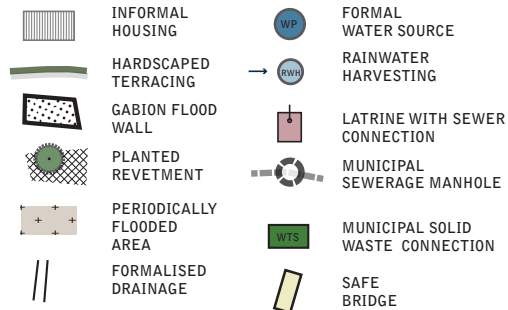 INFORMAL
HOUSING
HARDSCAPED
TERRACING
GABION FLOOD
WALL
PLANTED
REVETMENT
PERIODICALLY
FLOODED
AREA
FORMALISED
DRAINAGE
WP
FORMAL
WATER SOURCE
RWH
RAINWATER
HARVESTING
LATRINE WITH SEWER
CONNECTION
MUNICIPAL
SEWERAGE MANHOLE
WTS
MUNICIPAL SOLID
WASTE CONNECTION
SAFE
BRIDGE